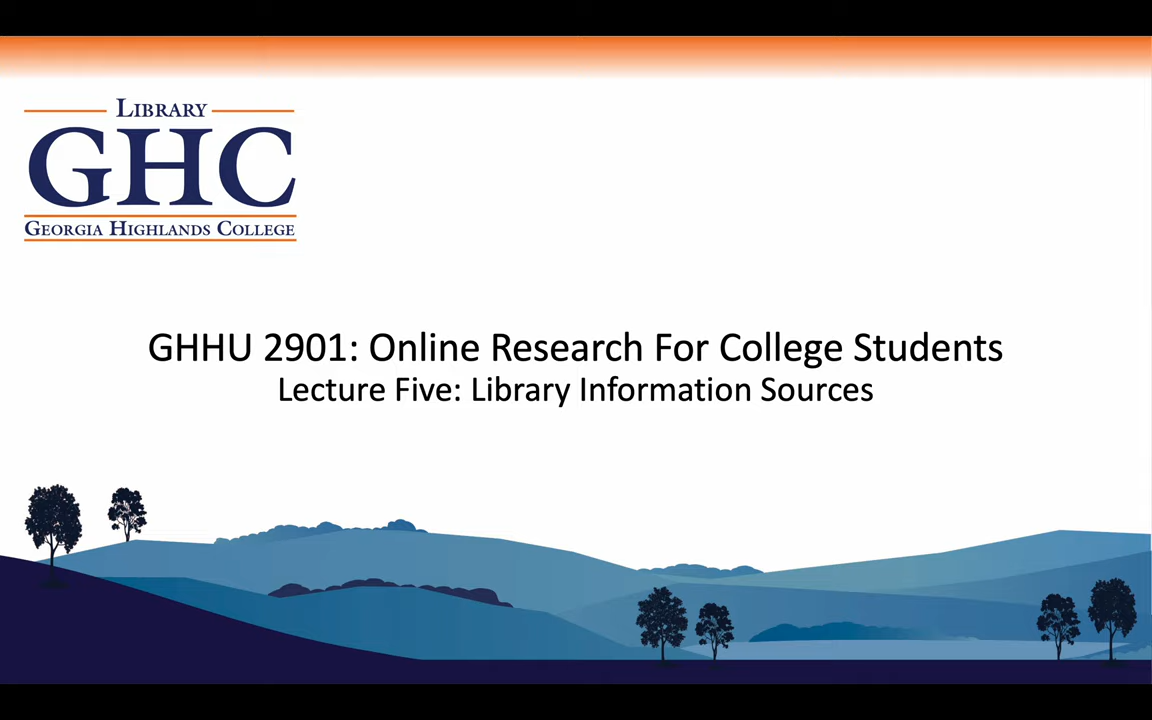 LIBRARY
GHC
GEORGIA HIGHLANDS COLLEGE
GHHU 2901: Online Research For College Students
Lecture Five: Library Information Sources